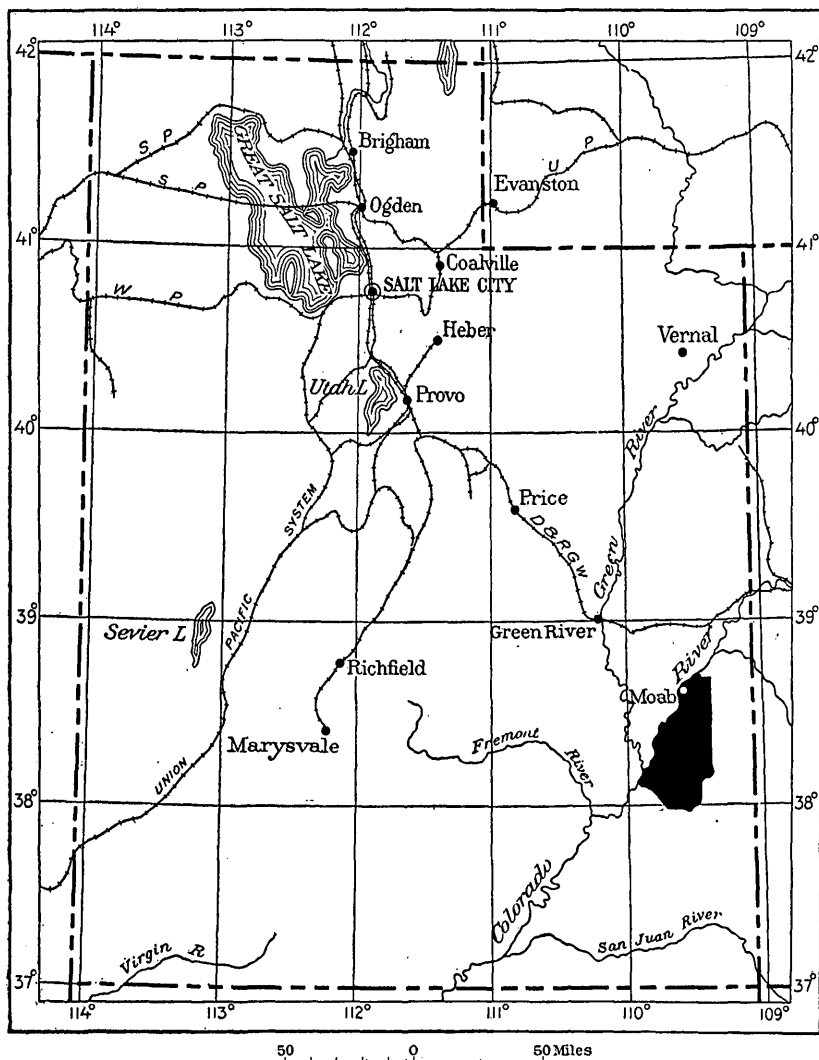 112° 111° 110° 109°
113°
42° 42°
S P
GREAT SALT LAKE
Brigham
S P
U P
Evanston
Ogden
41° 41°
Coalville
W P
SALT LAKE CITY
Heber
Vernal
Utah L
Provo
40° 40°
River
SYSTEM
Price
D & R G W
Green
39° 39°
Sevier L
PACIFIC
Green River
River
Richfield
Moab
Marysvale
Fremont
River
UNION
38° 38°
Colorado
San Juan River
Virgin R
37° 37°
114° 113° 112° 111° 110° 109°
50 0 50 Miles